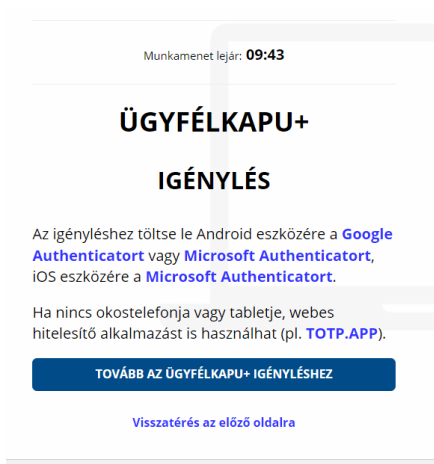 Munkamenet lejár: 09:43
ÜGYFÉLKAPU+
IGÉNYLÉS
Az igényléshez töltse le Android eszközére a Google
Authenticatort vagy Microsoft Authenticatort,
iOS eszközére a Microsoft Authenticatort.
Ha nincs okostelefonja vagy tabletje, webes
hitelesítő alkalmazást is használhat (pl. TOTP.APP).
TOVÁBB AZ ÜGYFÉLKAPU+ IGÉNYLÉSHEZ
Visszatérés az előző oldalra